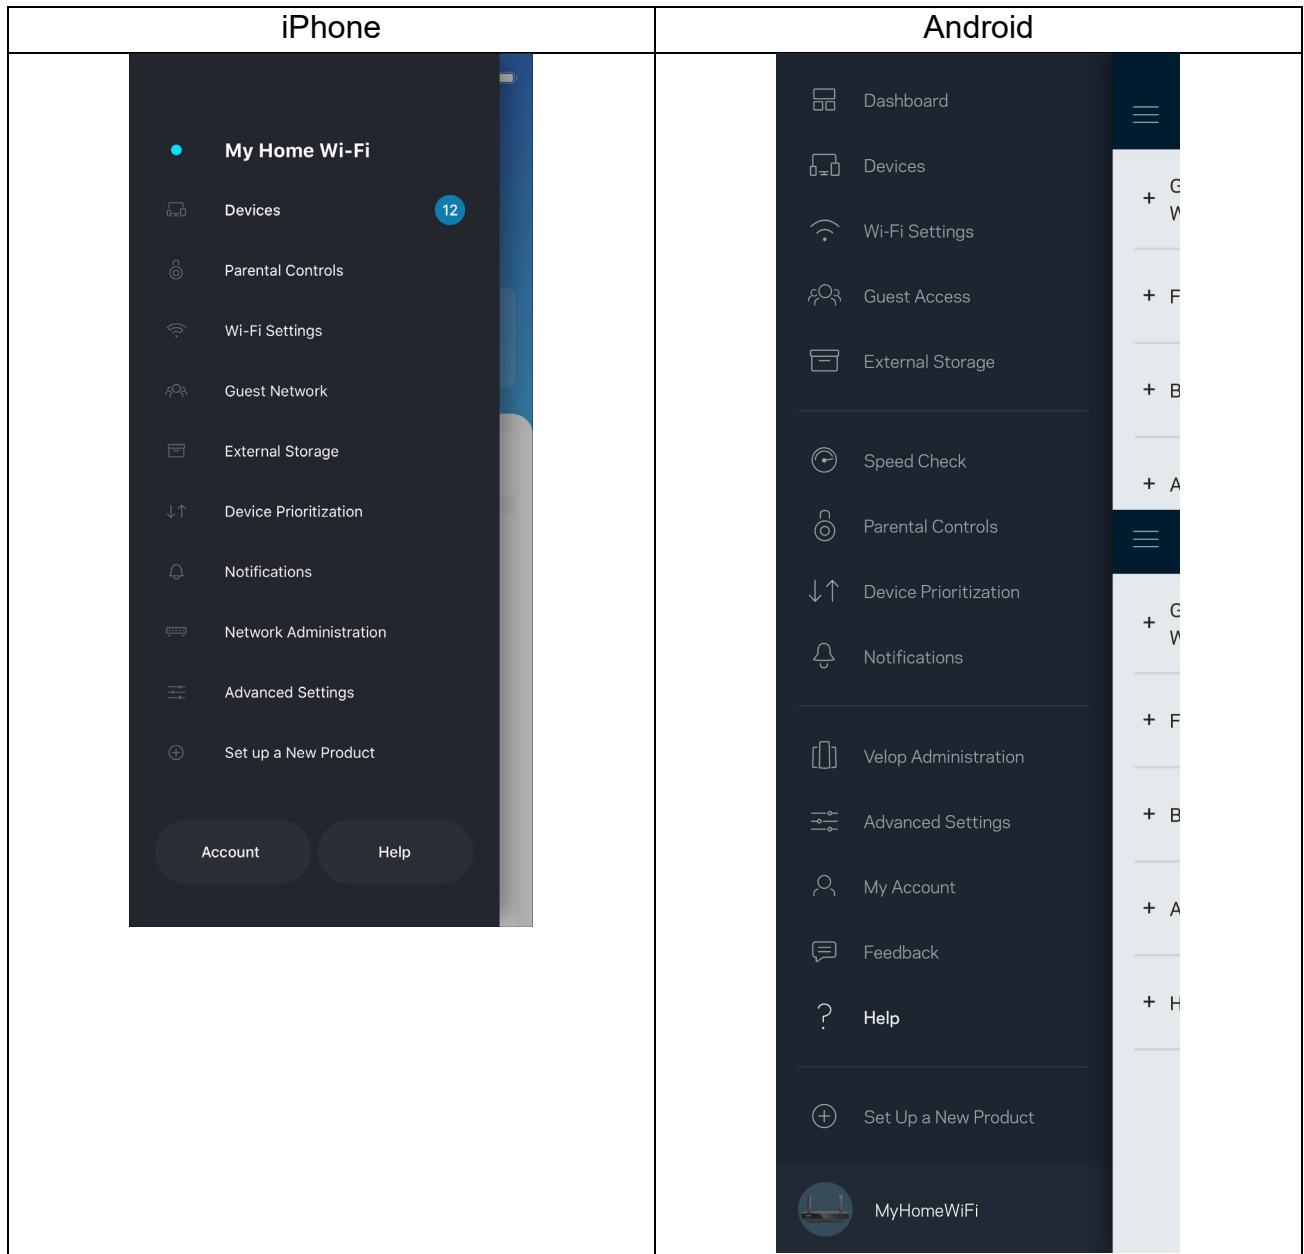 iPhone
My Home Wi-Fi
Devices 12
Parental Controls
Wi-Fi Settings
Guest Network
External Storage
Device Prioritization
Notifications
Network Administration
Advanced Settings
Set up a New Product
Account Help
Android
Dashboard
Devices
Wi-Fi Settings
Guest Access
External Storage
Speed Check
Parental Controls
Device Prioritization
Notifications
Velop Administration
Advanced Settings
My Account
Feedback
? Help
Set Up a New Product
MyHomeWiFi
+ G
+ F
+ B
+ A
+ G
+ F
+ B
+ A
+ H